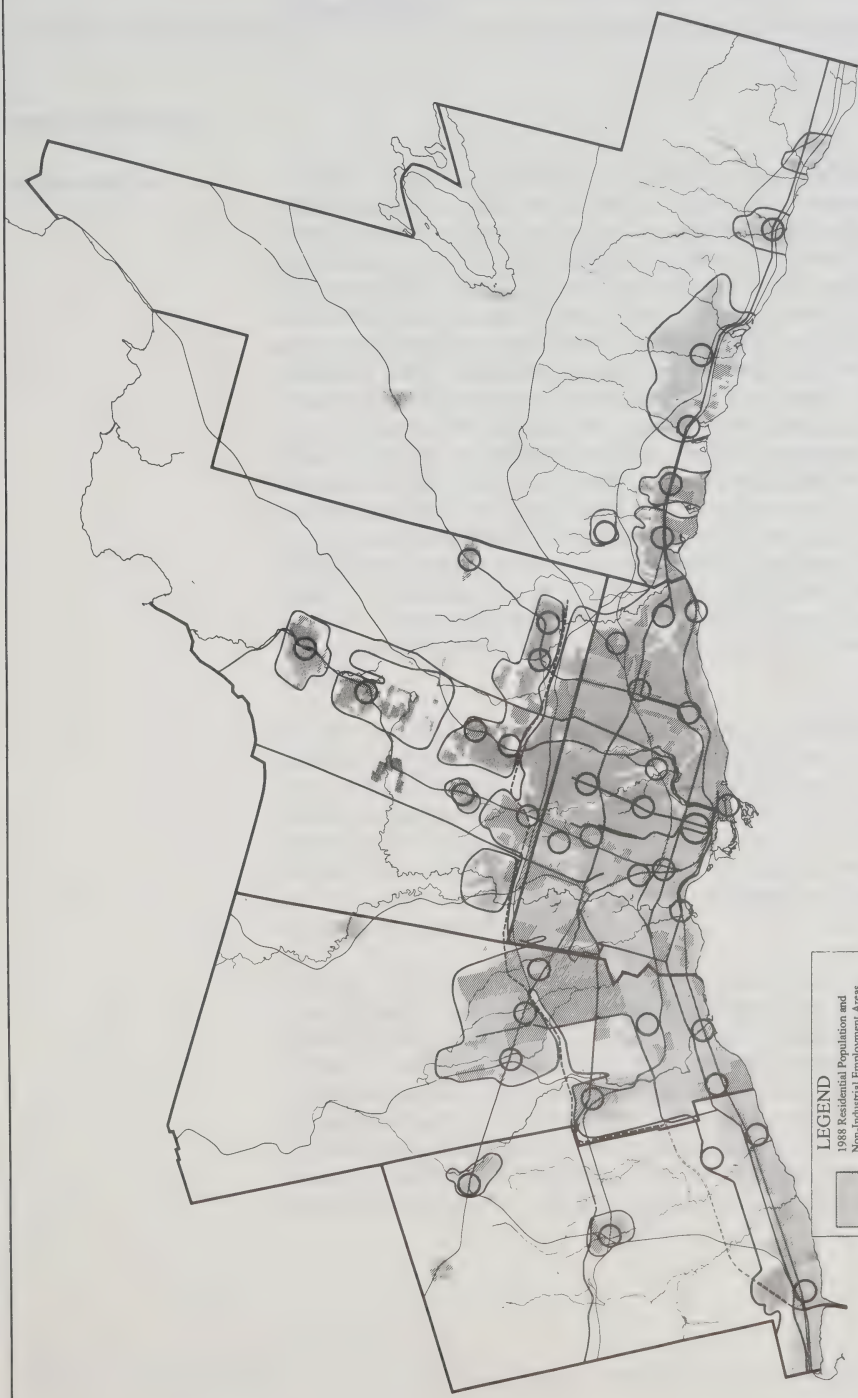 LEGEND
1988 Residential Population and
Non-Industrial Employment Areas